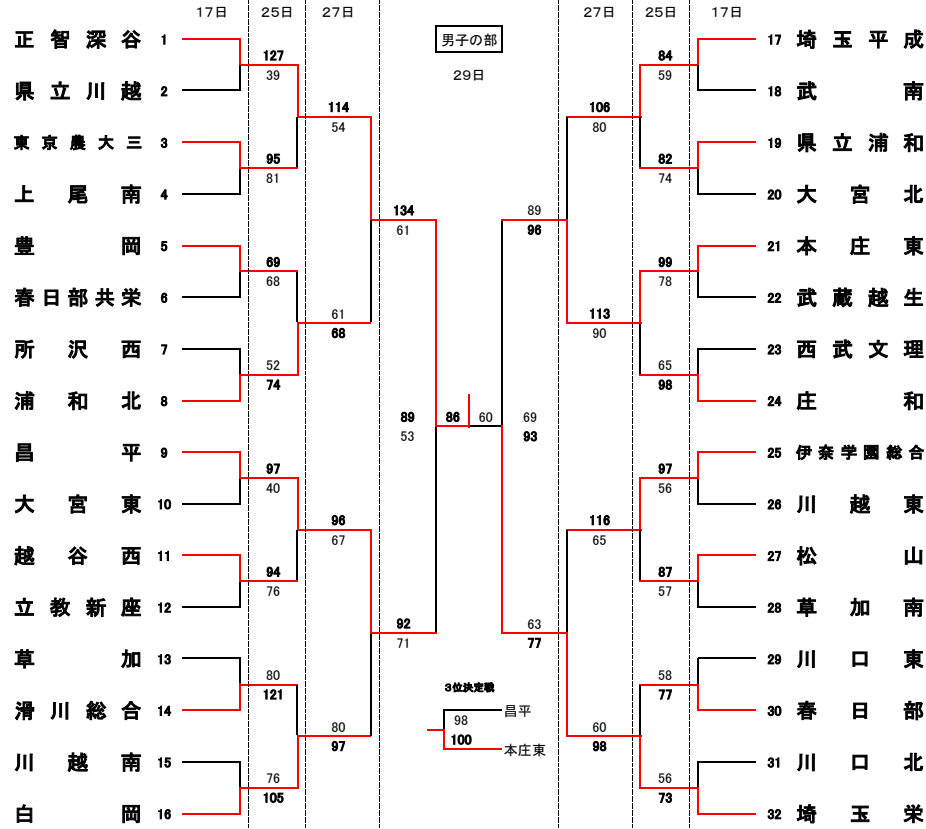 17日 25日 27日 27日 25日 17日
男子の部
29日
正智深谷 1
127
39
県立川越 2
114
54
東京農大三 3
95
81
上尾南 4
134
61
豊岡 5
69
68
春日部共栄 6
61
68
所沢西 7
52
74
浦和北 8
89
53
昌平 9
97
40
大宮東 10
96
67
越谷西 11
94
76
立教新座 12
92
71
草加 13
80
121
滑川総合 14
80
97
川越南 15
76
105
白岡 16
86 60
3位決定戦
昌平
98
100
本庄東
17 埼玉平成
84
59
18 武南
106
80
19 県立浦和
82
74
20 大宮北
89
96
21 本庄東
99
78
22 武蔵越生
113
90
23 西武文理
65
98
24 庄和
69
93
25 伊奈学園総合
97
56
26 川越東
116
65
27 松山
87
57
28 草加南
63
77
29 川口東
58
77
30 春日部
60
98
31 川口北
56
73
32 埼玉栄